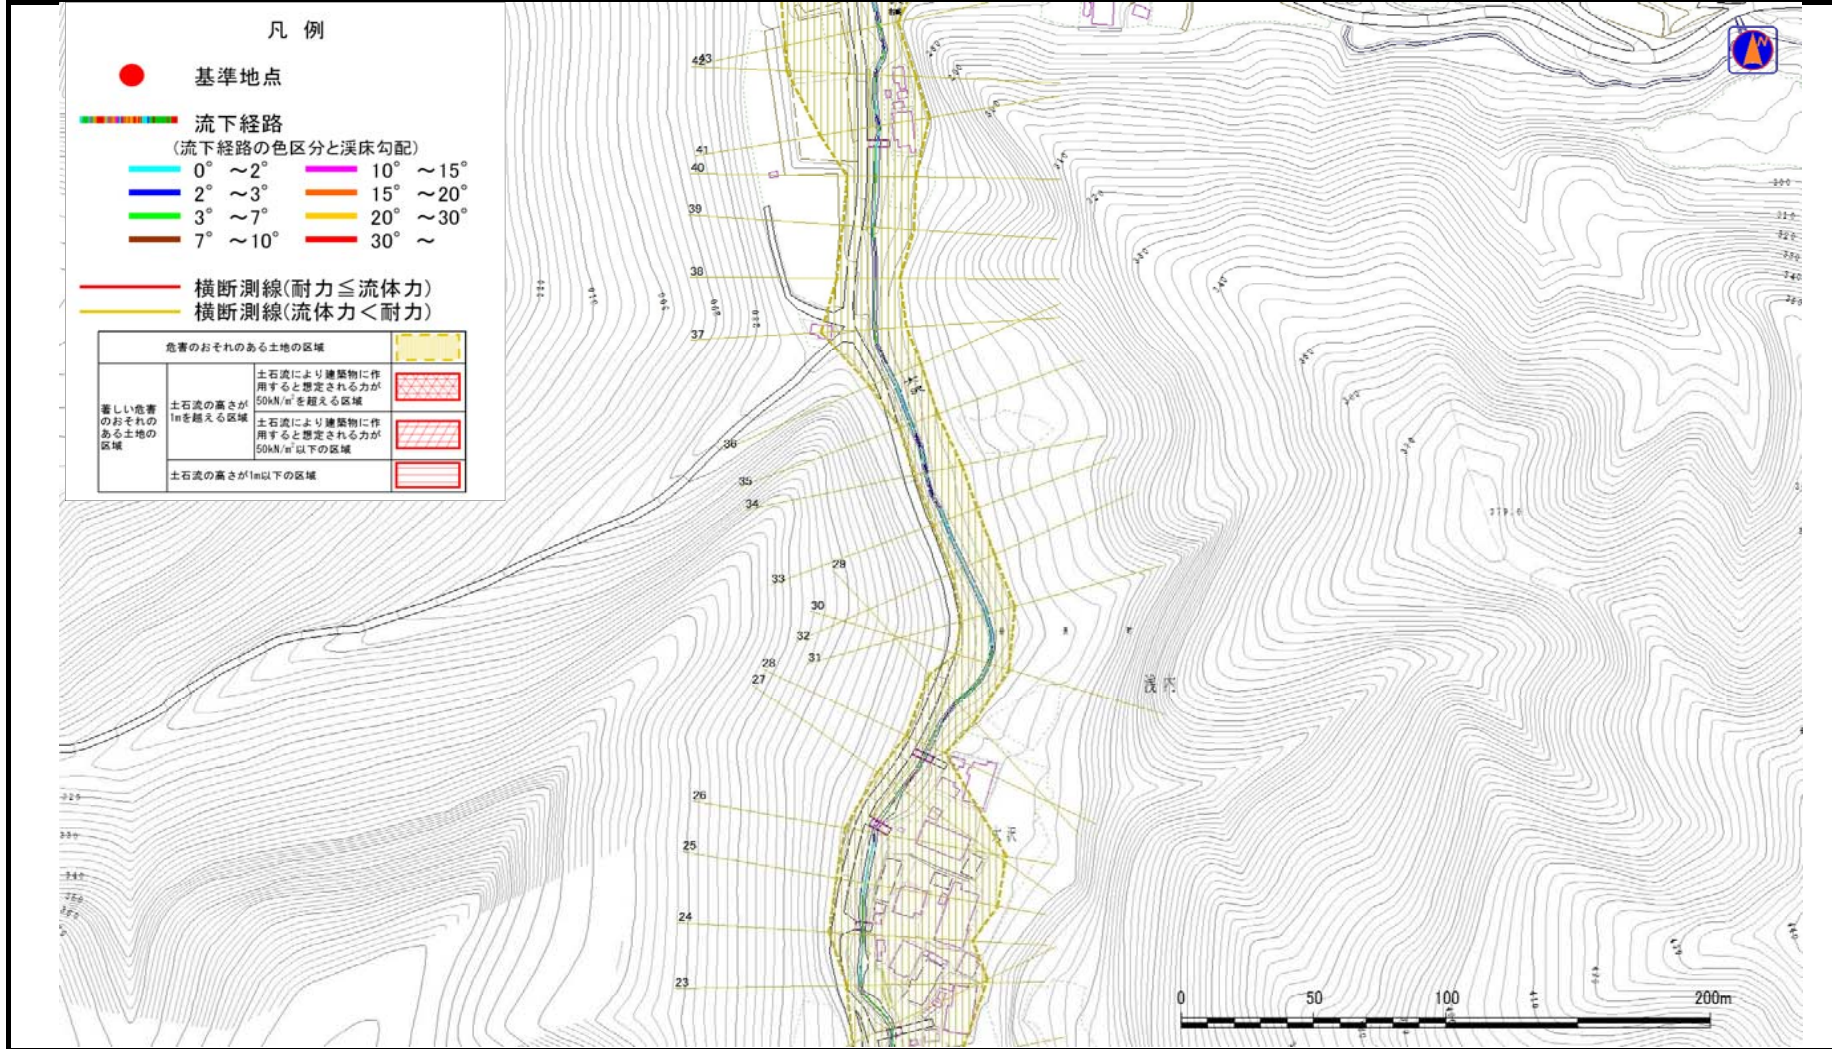 凡 例
基準地点
流下経路
(流下経路の色区分と渓床勾配)
0° ～2° 10° ～15°
2° ～3° 15° ～20°
3° ～7° 20° ～30°
7° ～10° 30° ～
横断測線(耐力≦流体力)
横断測線(流体力＜耐力)
危害のおそれのある土地の区域
著しい危害
のおそれの
ある土地の
区域
土石流の高さが
1mを越える区域
土石流により建築物に作
用すると想定される力が
50kN/m²を超える区域
土石流により建築物に作
用すると想定される力が
50kN/m²以下の区域
土石流の高さが1m以下の区域
N
42
43
41
40
39
38
37
36
35
34
33
29
30
32
31
28
27
26
25
24
23
310
320
330
340
379.0
0 50 100 200m